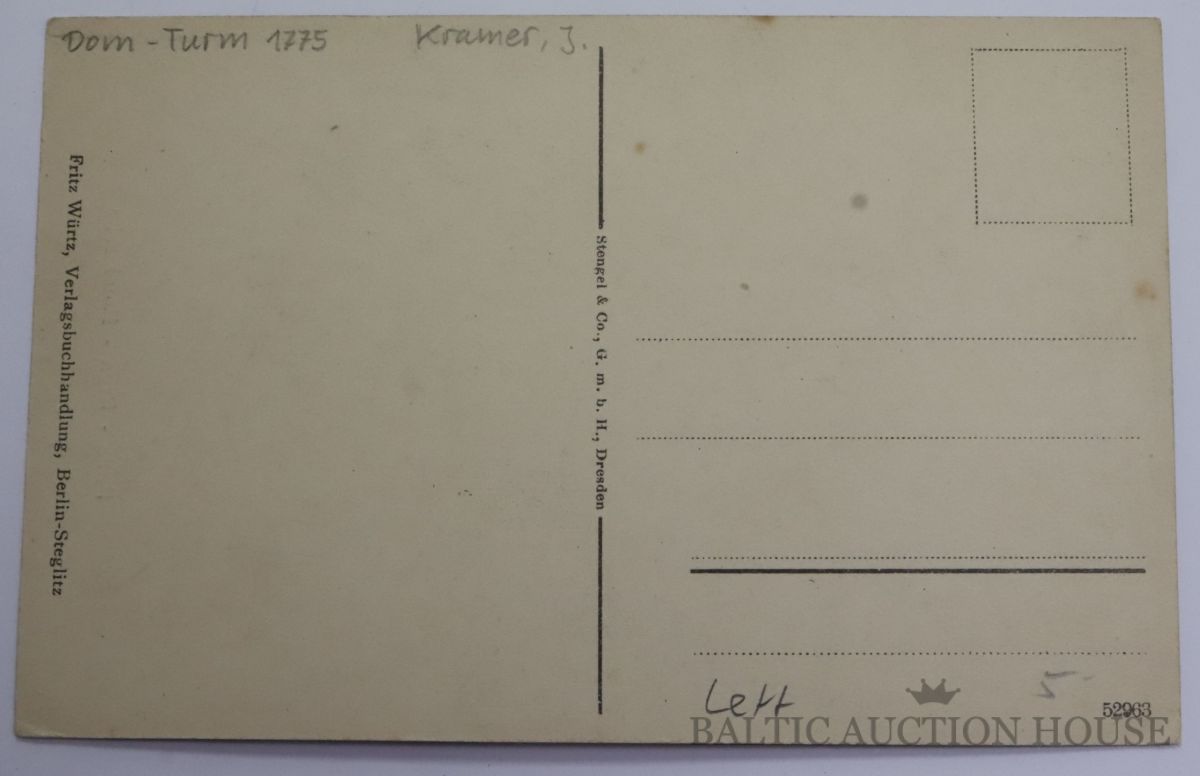 Dom - Turm 1775 Kramer, J.
Fritz Würtz, Verlagsbuchhandlung, Berlin-Steglitz
Stengel & Co., G. m. b. H., Dresden
Lett
5-
52963
BALTIC AUCTION HOUSE